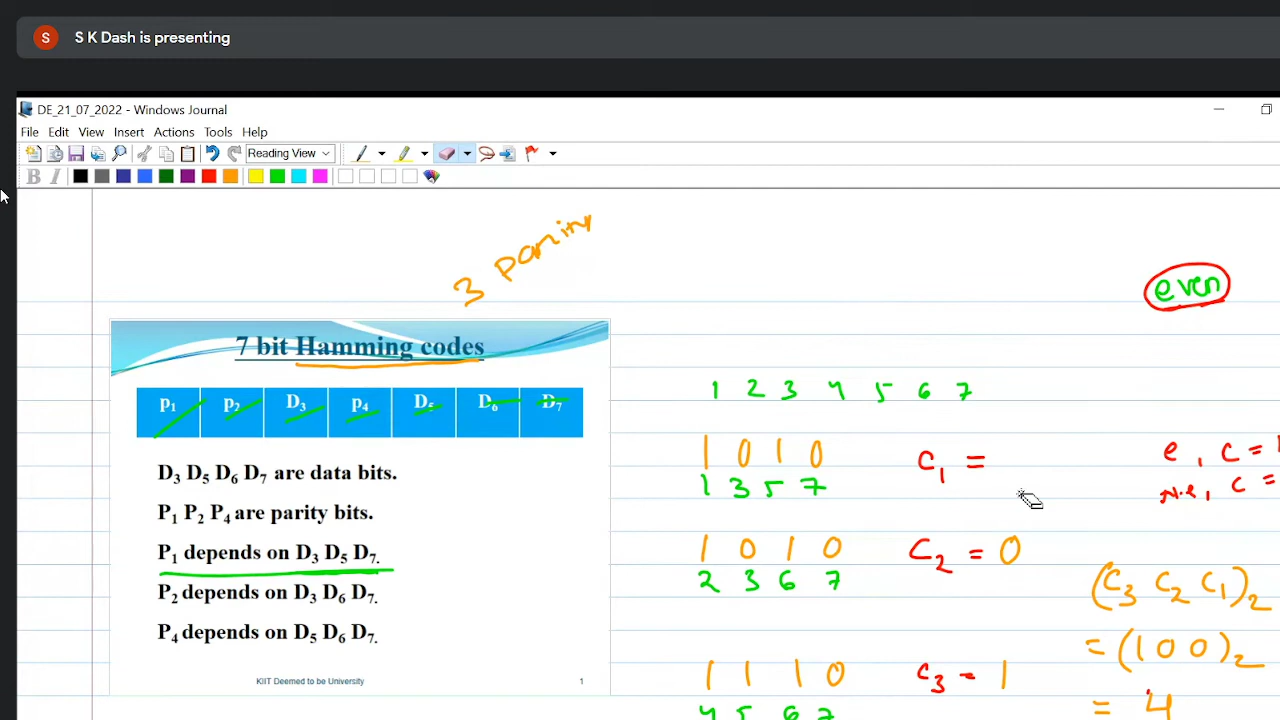 S
S K Dash is presenting
DE_21_07_2022 - Windows Journal
File Edit View Insert Actions Tools Help
Reading View
B I
3 parity
even
7 bit Hamming codes
P1 P2 D3 P4 D5 D6 D7
D3 D5 D6 D7 are data bits.
P1 P2 P4 are parity bits.
P1 depends on D3 D5 D7.
P2 depends on D3 D6 D7.
P4 depends on D5 D6 D7.
KIIT Deemed to be University 1
1 2 3 4 5 6 7
1 0 1 0 C1 =
1 3 5 7
e, C =
N.e, C =
1 0 1 0 C2 = 0
2 3 6 7
(C3 C2 C1)2
= (1 0 0)2
= 4
1 1 1 0 C3 = 1
4 5 6 7